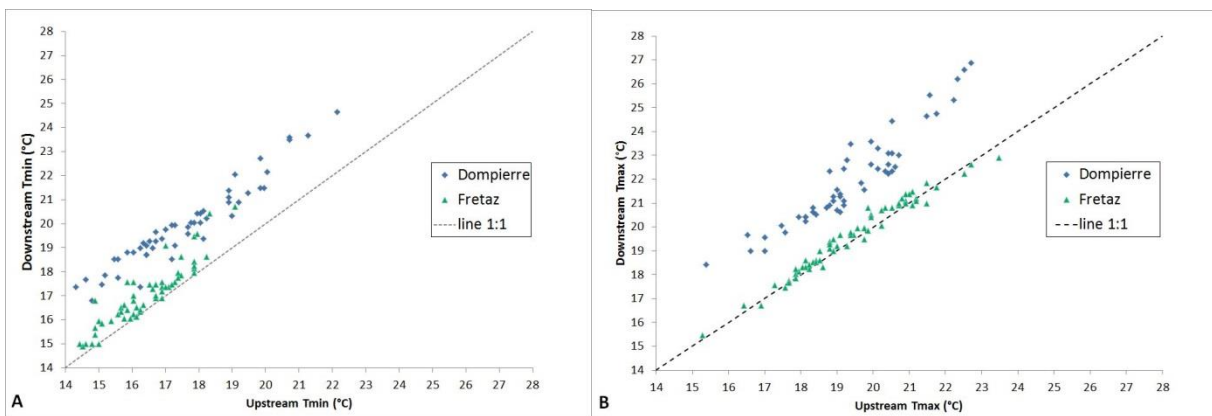 28
27
26
25
24
23
22
21
20
19
18
17
16
15
14
Downstream Tmin (°C)
14 15 16 17 18 19 20 21 22 23 24 25 26 27 28
Upstream Tmin (°C)
A
Dompierre
Fretaz
line 1:1
28
27
26
25
24
23
22
21
20
19
18
17
16
15
14
Downstream Tmax (°C)
14 15 16 17 18 19 20 21 22 23 24 25 26 27 28
Upstream Tmax (°C)
B
Dompierre
Fretaz
line 1:1